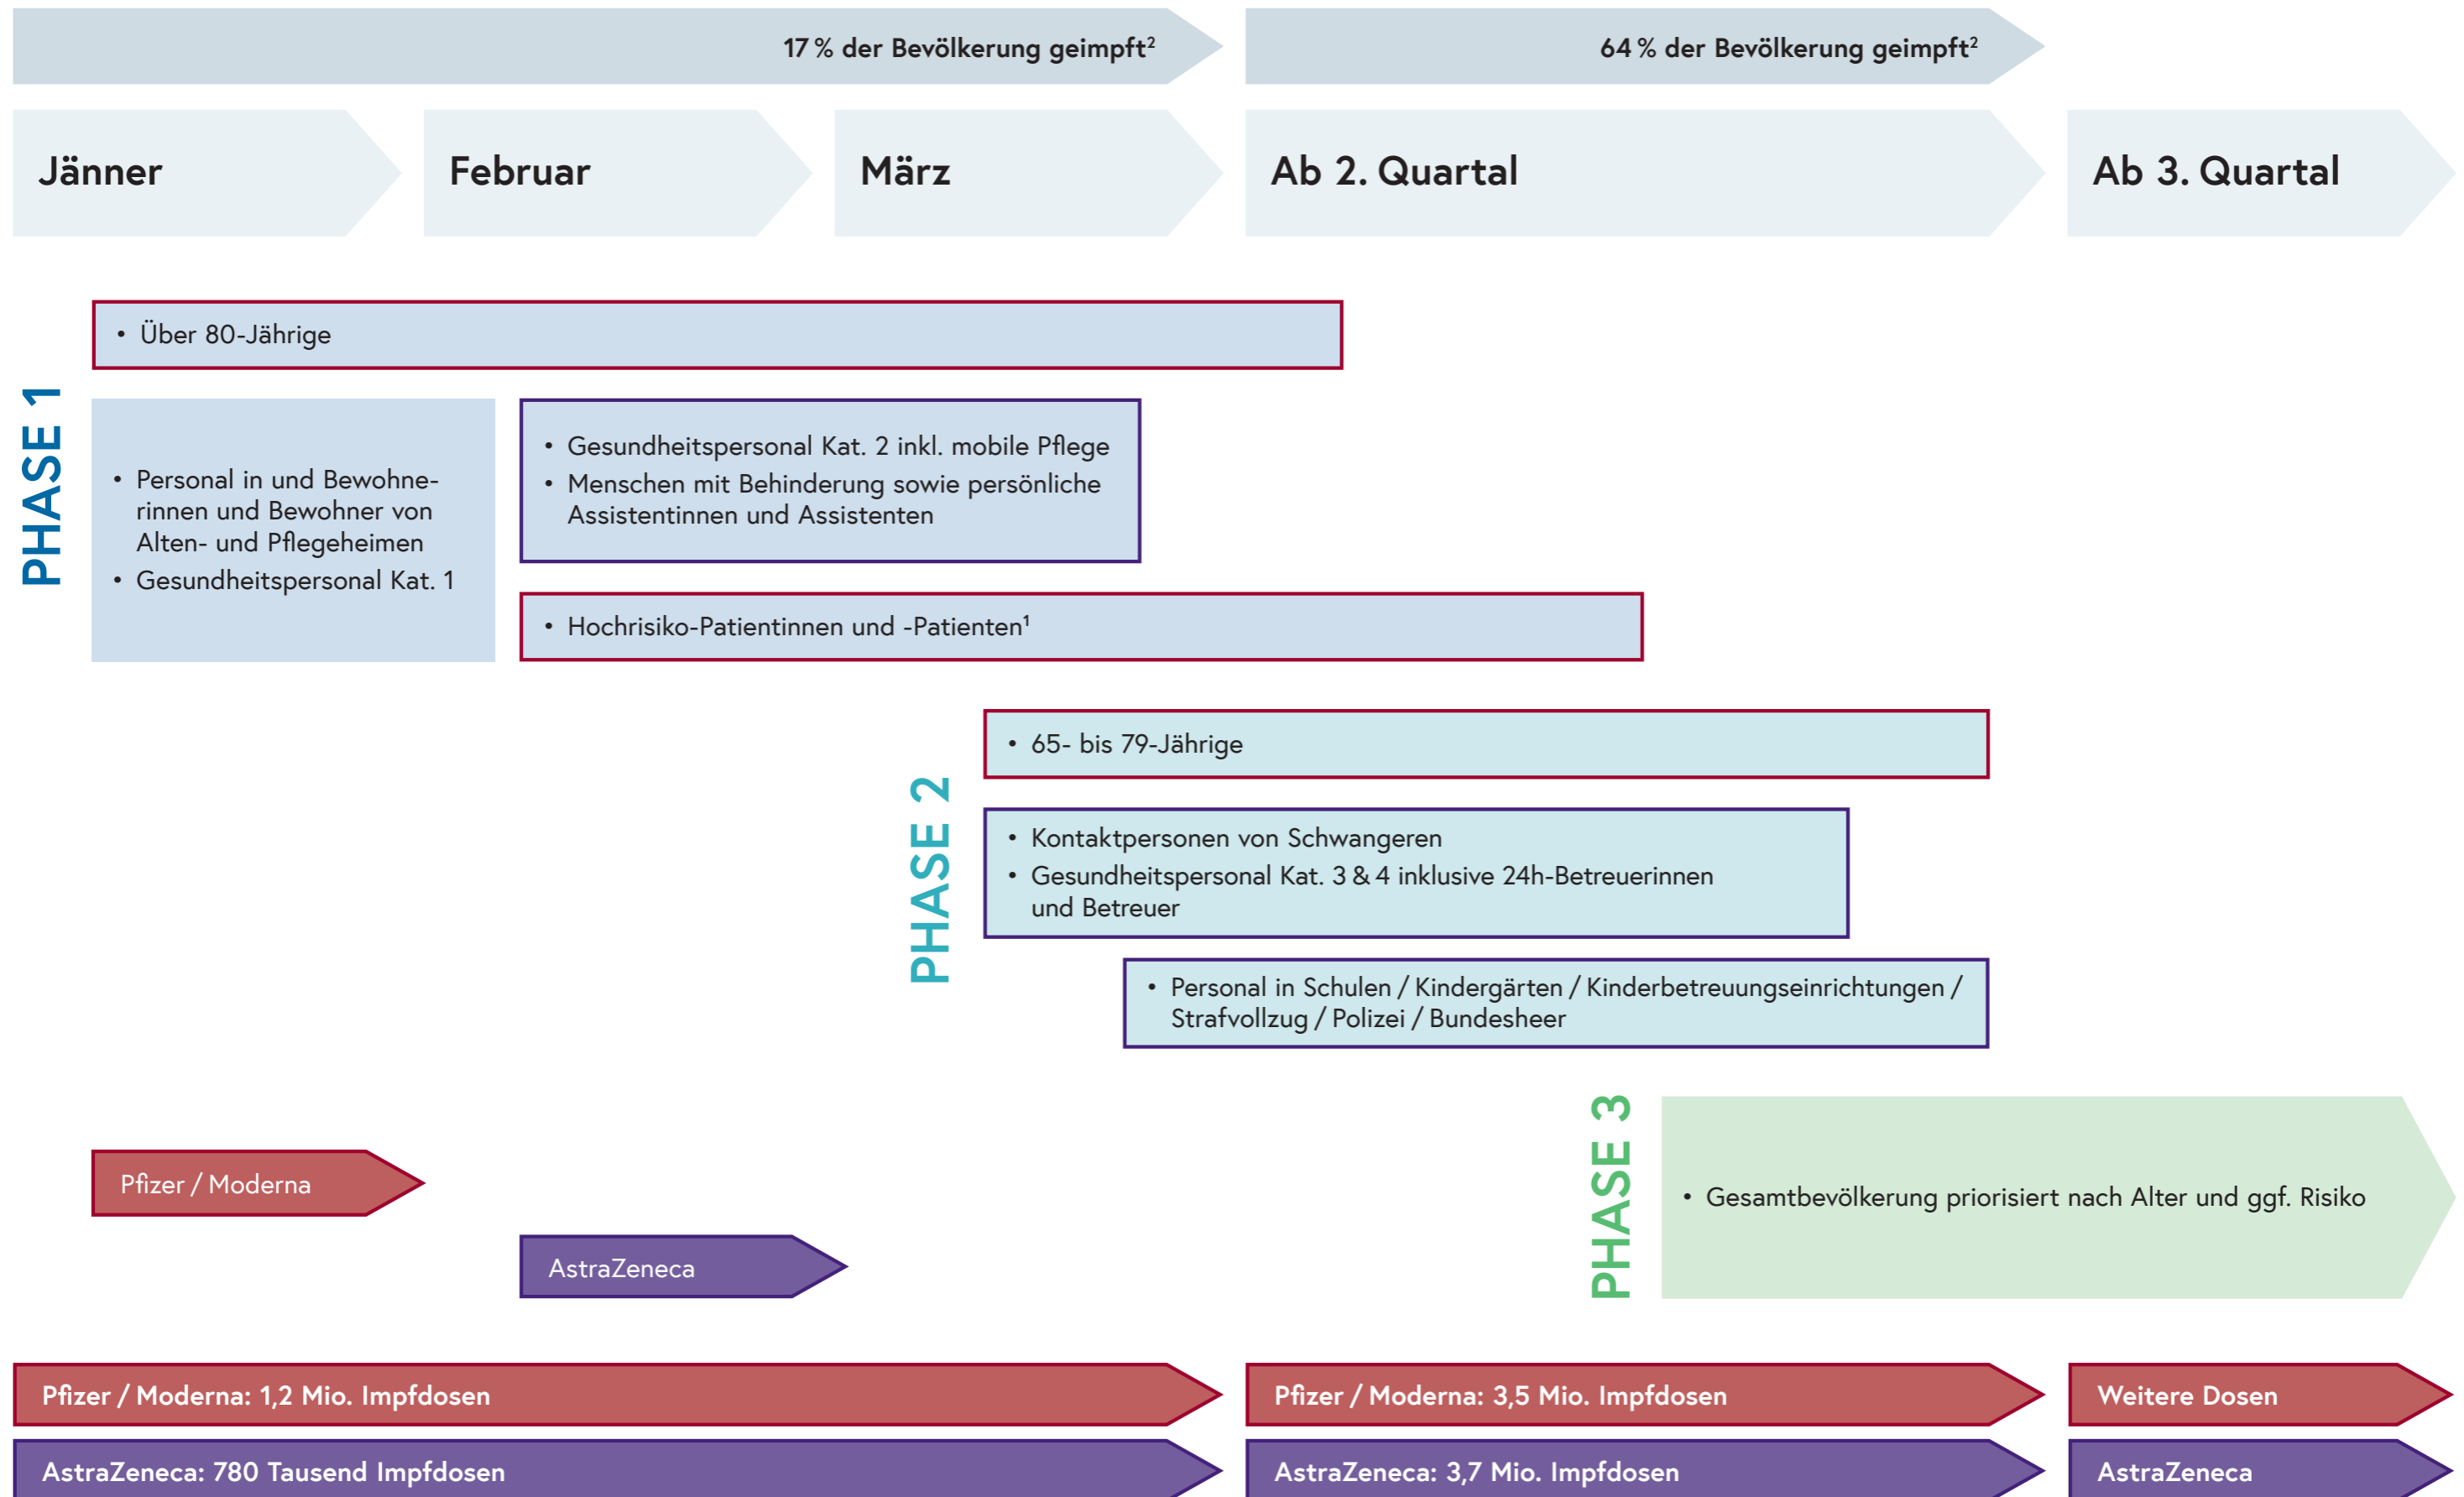 17 % der Bevölkerung geimpft²
64 % der Bevölkerung geimpft²
Jänner
Februar
März
Ab 2. Quartal
Ab 3. Quartal
PHASE 1
• Über 80-Jährige
• Personal in und Bewohne-
rinnen und Bewohner von
Alten- und Pflegeheimen
• Gesundheitspersonal Kat. 1
• Gesundheitspersonal Kat. 2 inkl. mobile Pflege
• Menschen mit Behinderung sowie persönliche
Assistentinnen und Assistenten
• Hochrisiko-Patientinnen und -Patienten¹
PHASE 2
• 65- bis 79-Jährige
• Kontaktpersonen von Schwangeren
• Gesundheitspersonal Kat. 3 & 4 inklusive 24h-Betreuerinnen
und Betreuer
• Personal in Schulen / Kindergärten / Kinderbetreuungseinrichtungen /
Strafvollzug / Polizei / Bundesheer
PHASE 3
• Gesamtbevölkerung priorisiert nach Alter und ggf. Risiko
Pfizer / Moderna
AstraZeneca
Pfizer / Moderna: 1,2 Mio. Impfdosen
Pfizer / Moderna: 3,5 Mio. Impfdosen
Weitere Dosen
AstraZeneca: 780 Tausend Impfdosen
AstraZeneca: 3,7 Mio. Impfdosen
AstraZeneca